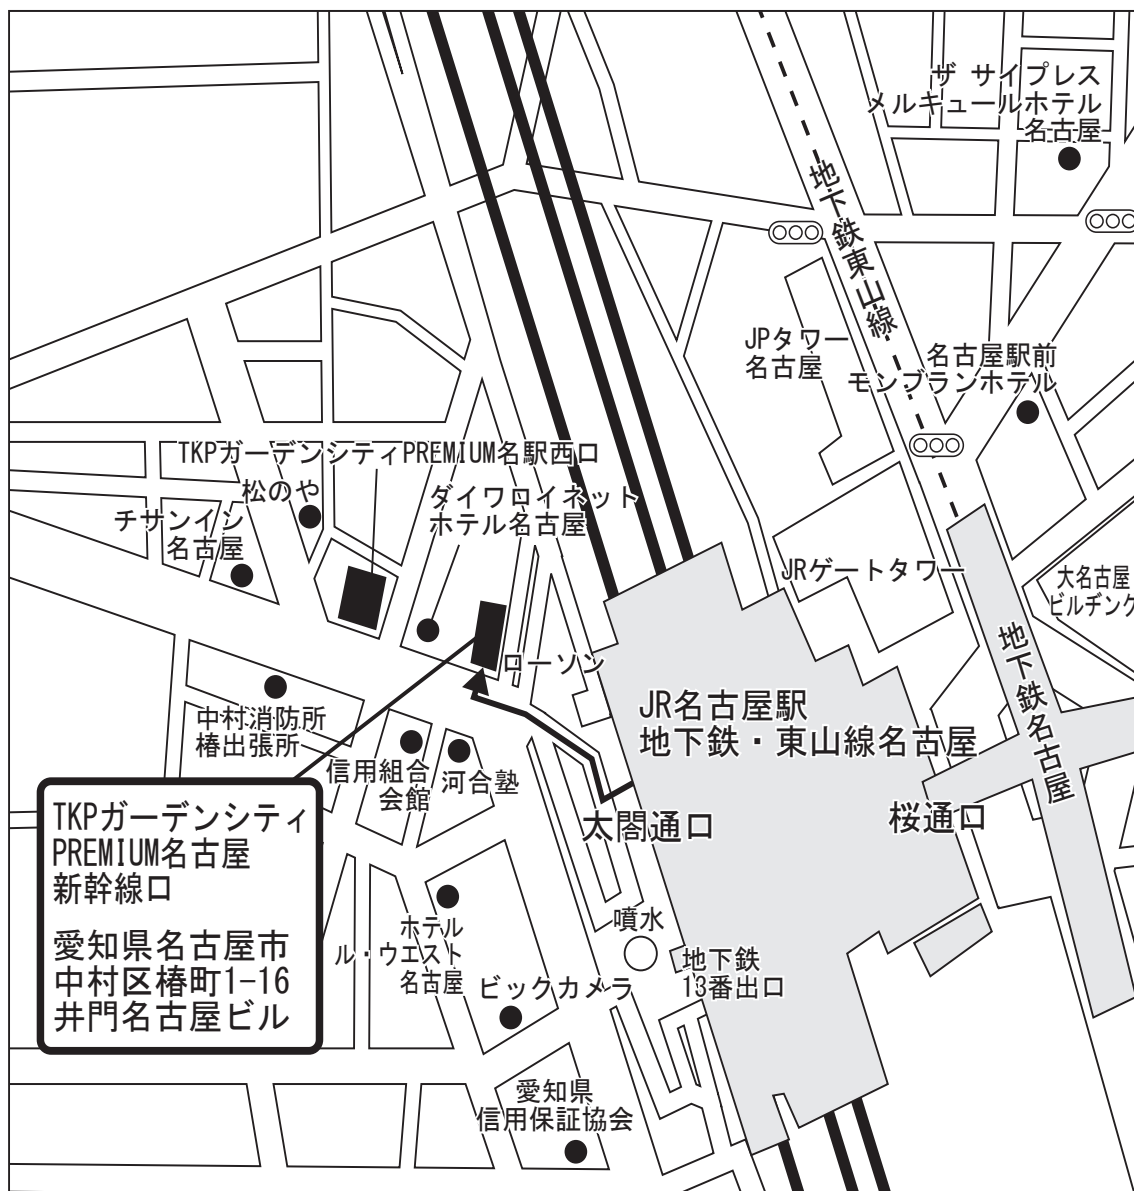 ザ サイプレス
メルキュールホテル
名古屋
地下鉄東山線
JPタワー
名古屋
名古屋駅前
モンブランホテル
TKPガーデンシティPREMIUM名駅西口
松のや
ダイワロイネット
ホテル名古屋
チサンイン
名古屋
JRゲートタワー
大名古屋
ビルヂング
地下鉄名古屋
ローソン
JR名古屋駅
地下鉄・東山線名古屋
中村消防所
椿出張所
信用組合
会館
河合塾
太閤通口
桜通口
TKPガーデンシティ
PREMIUM名古屋
新幹線口
愛知県名古屋市
中村区椿町1-16
井門名古屋ビル
ホテル
ル・ウエスト
名古屋
噴水
地下鉄
13番出口
ビックカメラ
愛知県
信用保証協会